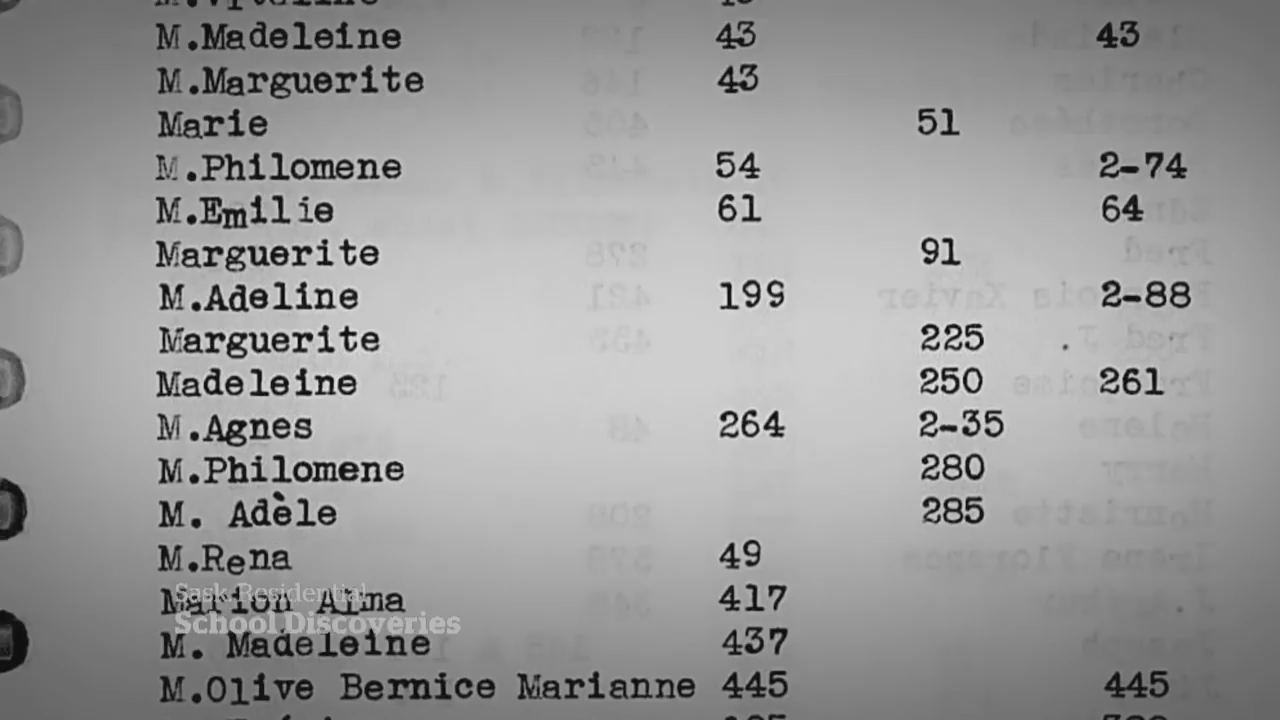 M.Madeleine 43 43
M.Marguerite 43
Marie 51
M.Philomene 54 2-74
M.Emilie 61 64
Marguerite 91
M.Adeline 199 2-88
Marguerite 225
Madeleine 250 261
M.Agnes 264 2-35
M.Philomene 280
M. Adèle 285
M.Rena 49
Sask.Residential
Marion Alma 417
School Discoveries
M. Madeleine 437
M.Olive Bernice Marianne 445 445